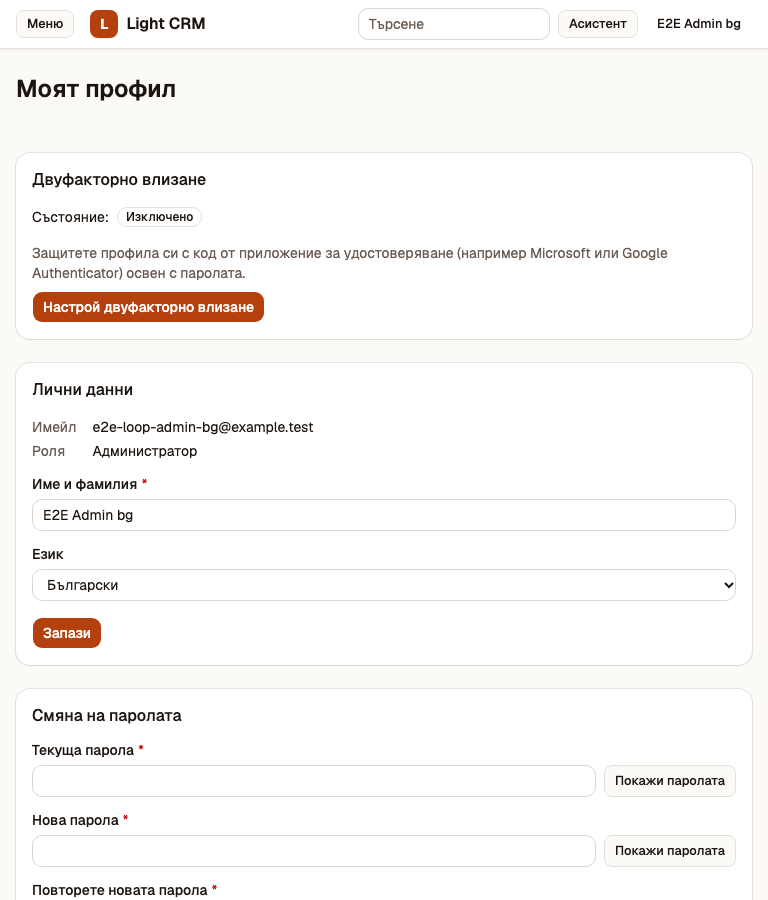 Меню
L
Light CRM
Търсене
Асистент
E2E Admin bg
Моят профил
Двуфакторно влизане
Състояние: Изключено
Защитете профила си с код от приложение за удостоверяване (например Microsoft или Google
Authenticator) освен с паролата.
Настрой двуфакторно влизане
Лични данни
Имейл e2e-loop-admin-bg@example.test
Роля Администратор
Име и фамилия *
E2E Admin bg
Език
Български
Запази
Смяна на паролата
Текуща парола *
Покажи паролата
Нова парола *
Покажи паролата
Повторете новата парола *